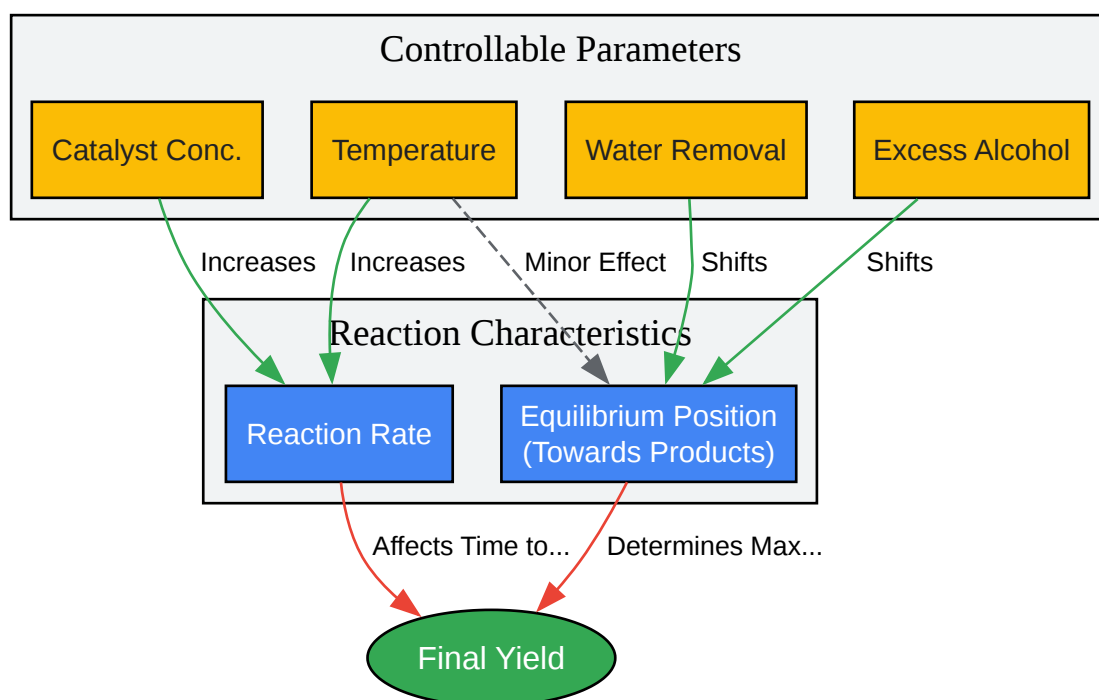 Controllable Parameters
Catalyst Conc.
Temperature
Water Removal
Excess Alcohol
Increases
Increases
Minor Effect
Shifts
Shifts
Reaction Characteristics
Reaction Rate
Equilibrium Position
(Towards Products)
Affects Time to...
Determines Max...
Final Yield